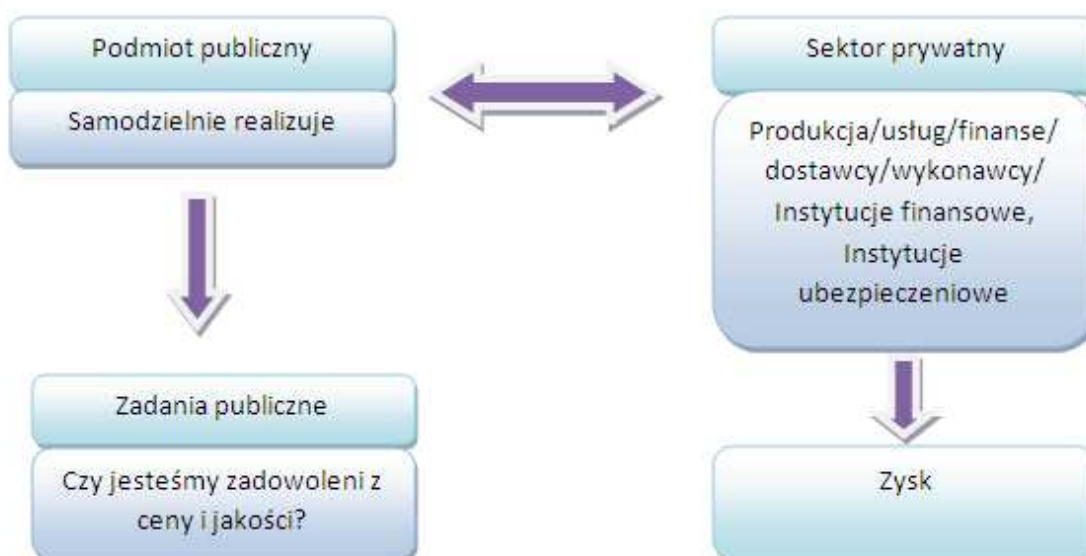 Podmiot publiczny
Samodzielnie realizuje
Sektor prywatny
Produkcja/usług/finanse/
dostawcy/wykonawcy/
Instytucje finansowe,
Instytucje
ubezpieczeniowe
Zadania publiczne
Czy jesteśmy zadowoleni z
ceny i jakości?
Zysk